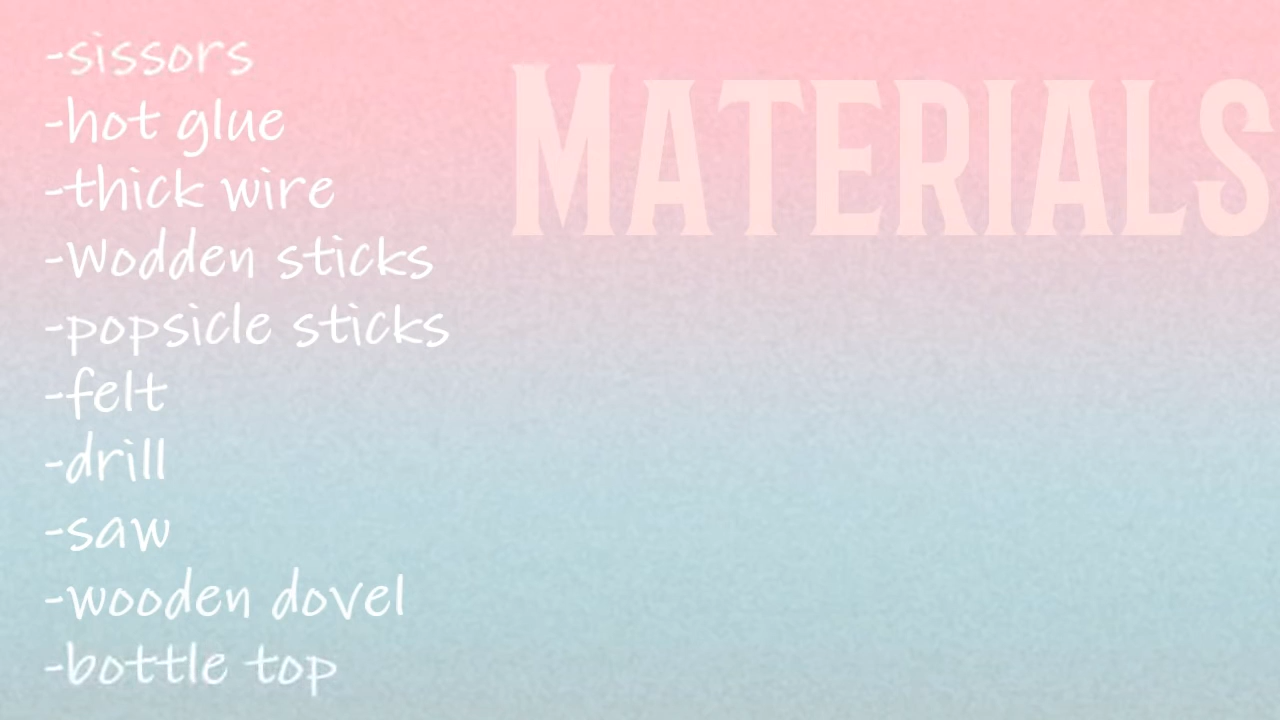 MATERIALS
-sissors
-hot glue
-thick wire
-Wodden sticks
-popsicle sticks
-felt
-drill
-saw
-wooden dovel
-bottle top